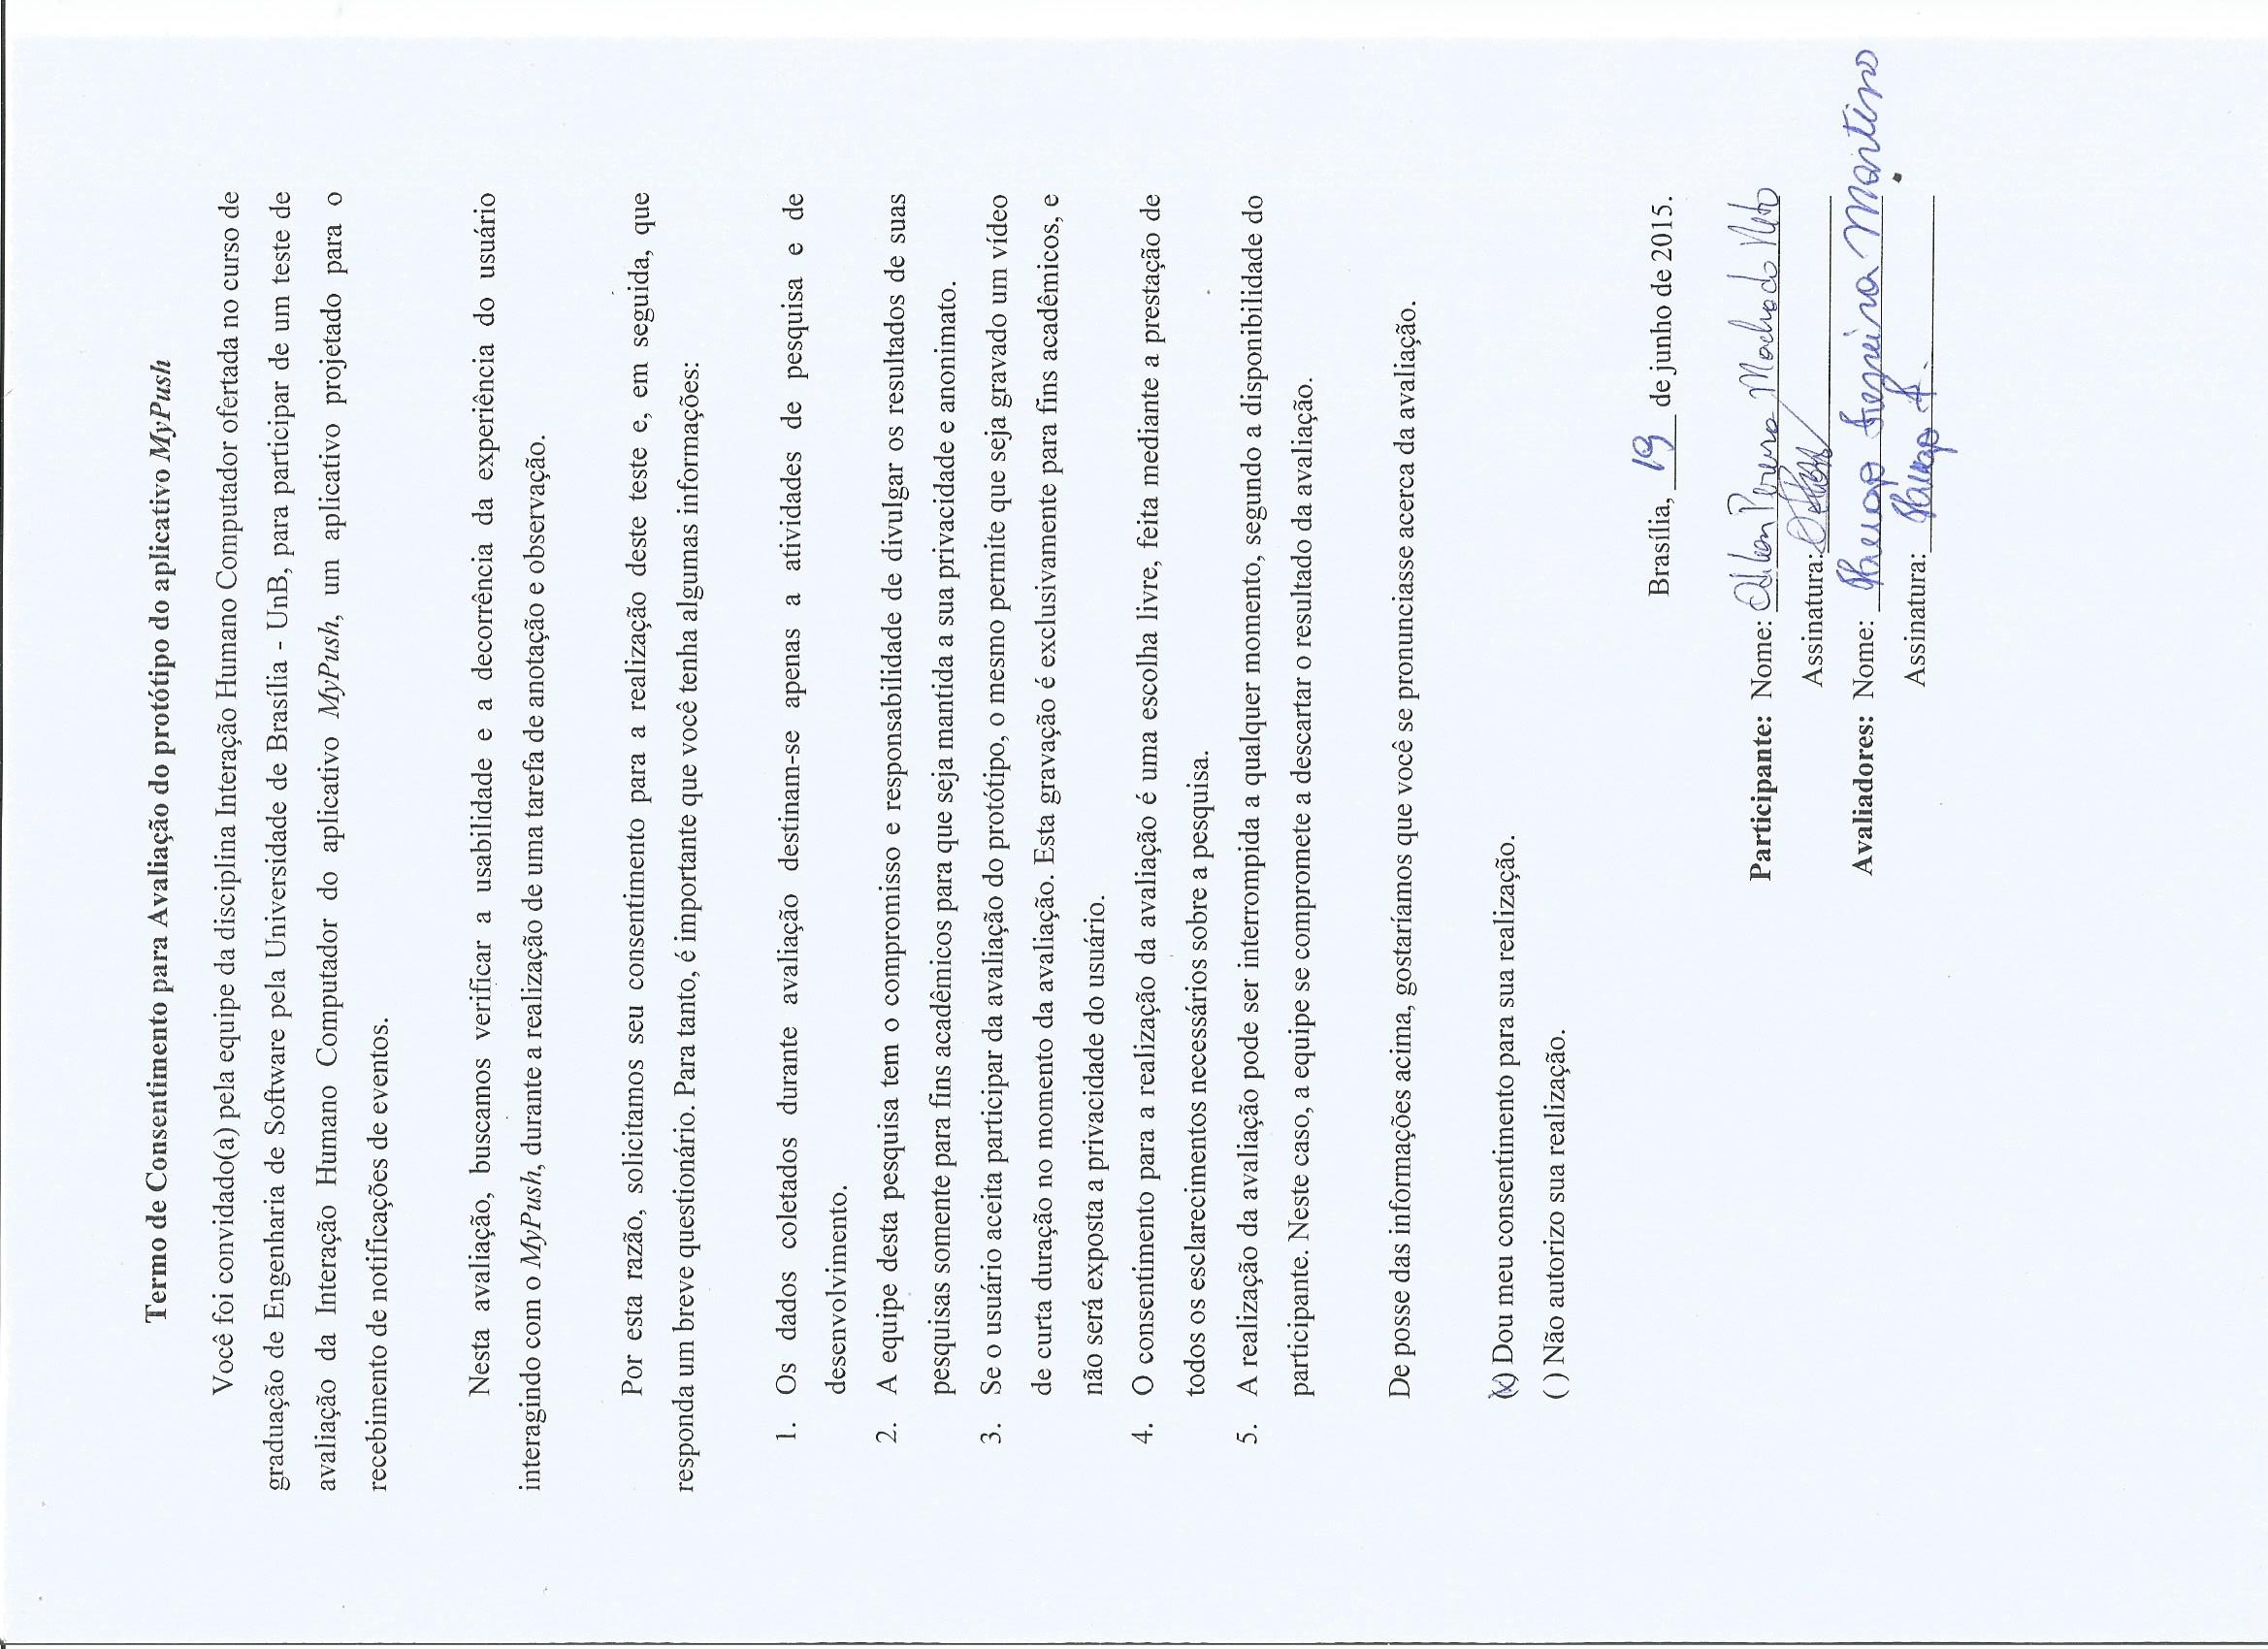 Termo de Consentimento para Avaliação do protótipo do aplicativo MyPush
Você foi convidado(a) pela equipe da disciplina Interação Humano Computador ofertada no curso de
graduação de Engenharia de Software pela Universidade de Brasília - UnB, para participar de um teste de
avaliação da Interação Humano Computador do aplicativo MyPush, um aplicativo projetado para o
recebimento de notificações de eventos.
Nesta avaliação, buscamos verificar a usabilidade e a decorrência da experiência do usuário
interagindo com o MyPush, durante a realização de uma tarefa de anotação e observação.
Por esta razão, solicitamos seu consentimento para a realização deste teste e, em seguida, que
responda um breve questionário. Para tanto, é importante que você tenha algumas informações:
1. Os dados coletados durante avaliação destinam-se apenas a atividades de pesquisa e de
desenvolvimento.
2. A equipe desta pesquisa tem o compromisso e responsabilidade de divulgar os resultados de suas
pesquisas somente para fins acadêmicos para que seja mantida a sua privacidade e anonimato.
3. Se o usuário aceita participar da avaliação do protótipo, o mesmo permite que seja gravado um vídeo
de curta duração no momento da avaliação. Esta gravação é exclusivamente para fins acadêmicos, e
não será exposta a privacidade do usuário.
4. O consentimento para a realização da avaliação é uma escolha livre, feita mediante a prestação de
todos os esclarecimentos necessários sobre a pesquisa.
5. A realização da avaliação pode ser interrompida a qualquer momento, segundo a disponibilidade do
participante. Neste caso, a equipe se compromete a descartar o resultado da avaliação.
De posse das informações acima, gostaríamos que você se pronunciasse acerca da avaliação.
(x) Dou meu consentimento para sua realização.
( ) Não autorizo sua realização.
Brasília, 19 de junho de 2015.
Participante: Nome: Pereira Machado Neto
Assinatura:
Avaliadores: Nome: Martins
Assinatura: